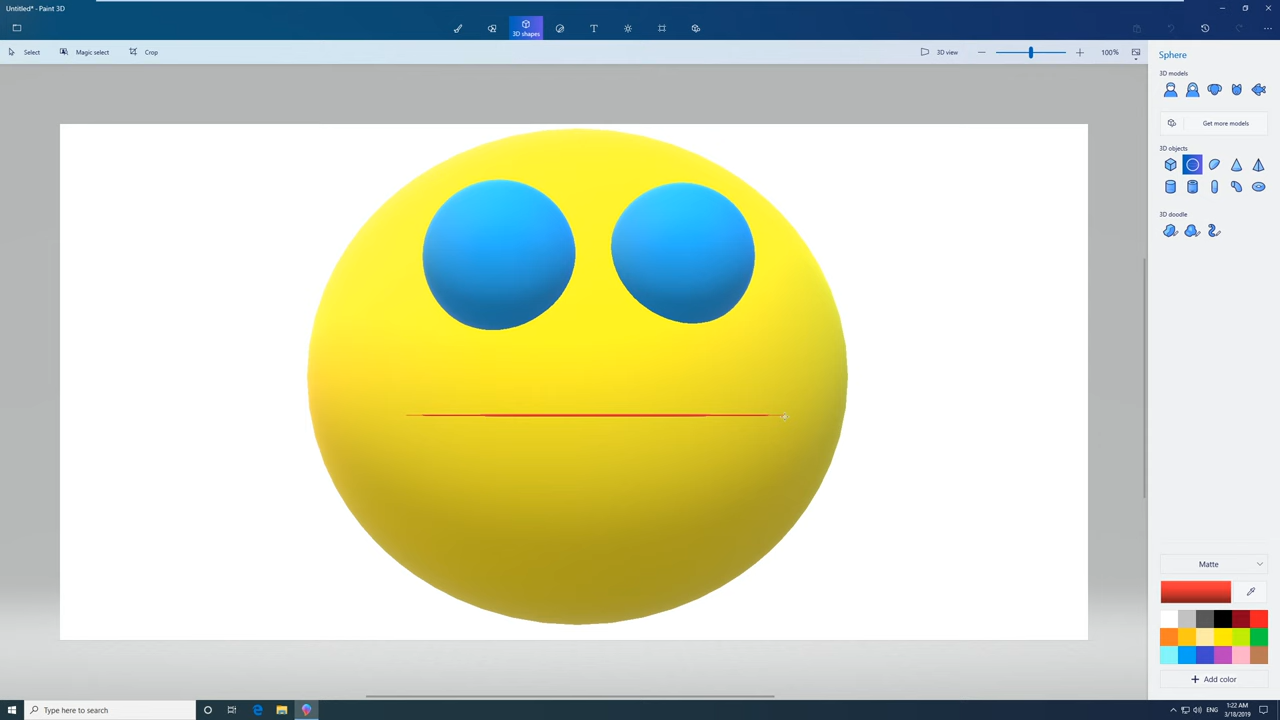 Untitled* - Paint 3D
3D shapes
Select
Magic select
Crop
3D view
100%
Sphere
3D models
Get more models
3D objects
3D doodle
Matte
Add color
Type here to search
ENG
1:22 AM
3/18/2019